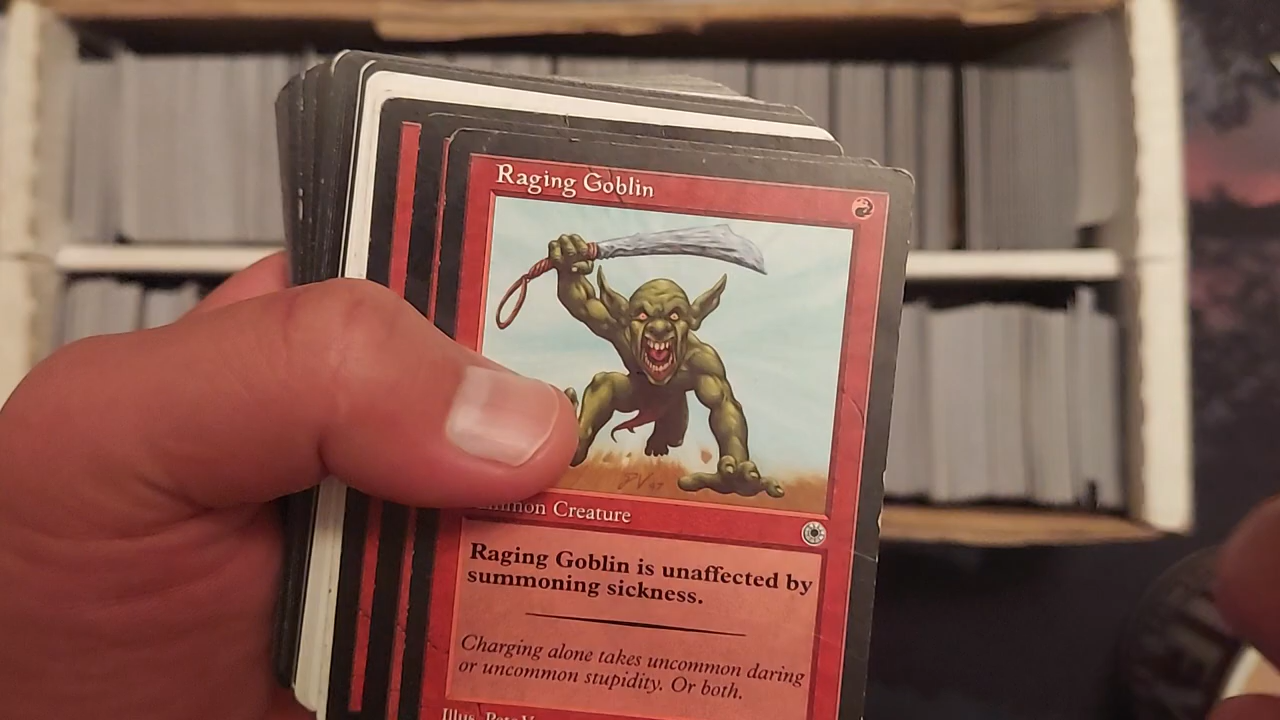 Raging Goblin
Creature
Raging Goblin is unaffected by
summoning sickness.
Charging alone takes uncommon daring
or uncommon stupidity. Or both.
Illus. Pete